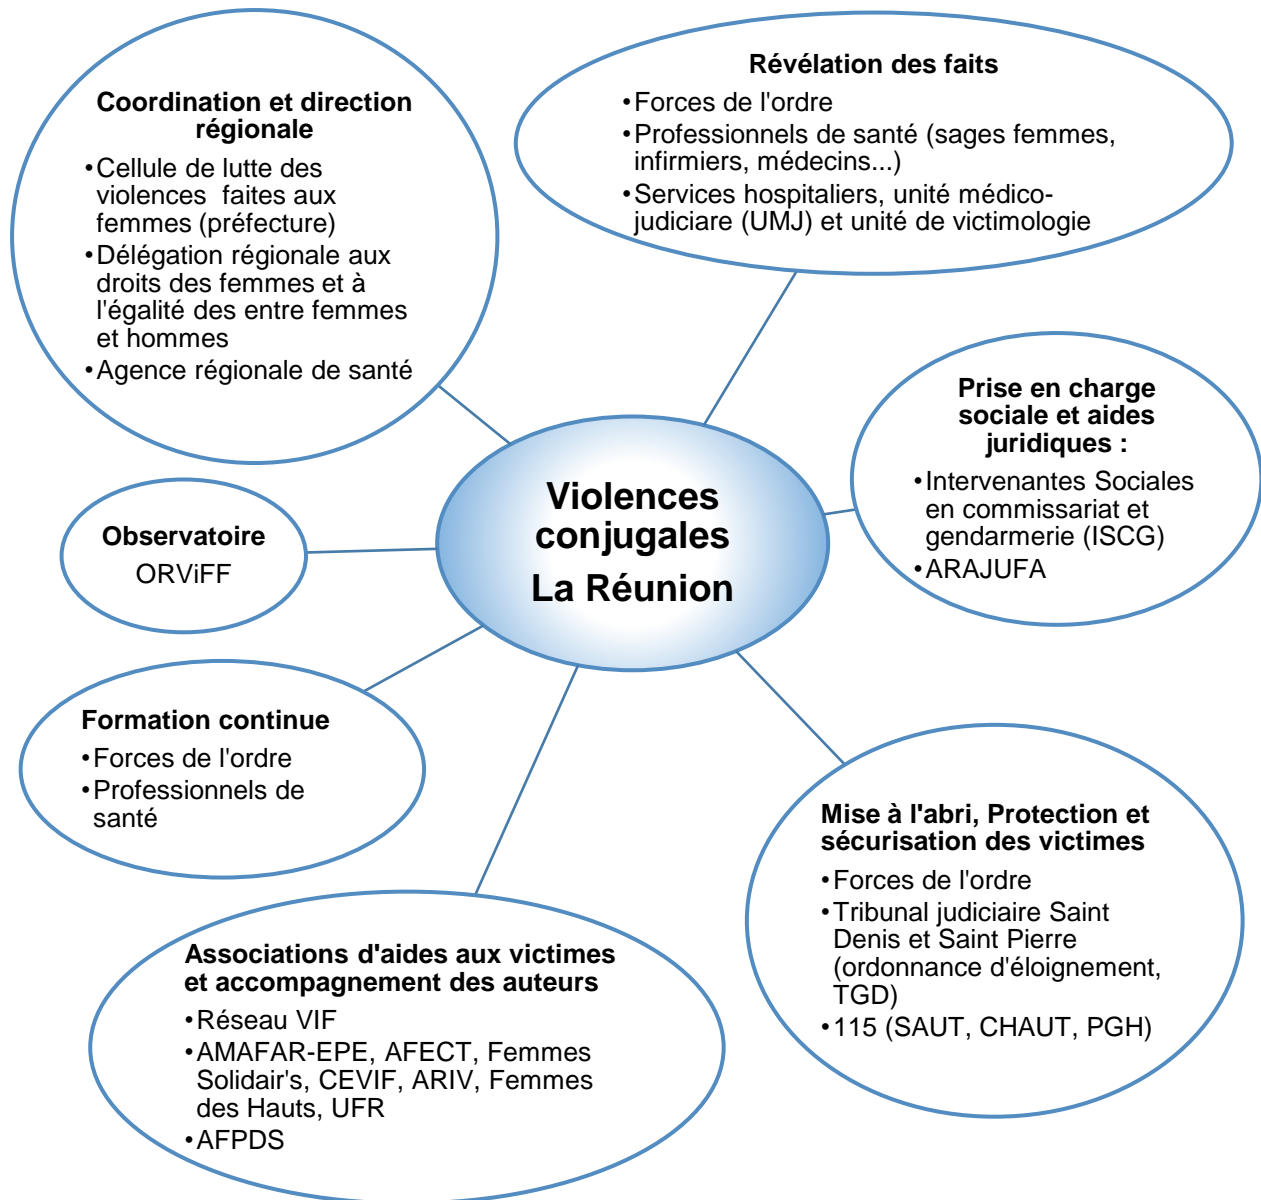 Coordination et direction
régionale
•Cellule de lutte des
violences faites aux
femmes (préfecture)
•Délégation régionale aux
droits des femmes et à
l'égalité des entre femmes
et hommes
•Agence régionale de santé
Révélation des faits
•Forces de l'ordre
•Professionnels de santé (sages femmes,
infirmiers, médecins...)
•Services hospitaliers, unité médico-
judiciare (UMJ) et unité de victimologie
Prise en charge
sociale et aides
juridiques :
•Intervenantes Sociales
en commissariat et
gendarmerie (ISCG)
•ARAJUFA
Violences
conjugales
La Réunion
Observatoire
ORViFF
Formation continue
•Forces de l'ordre
•Professionnels de
santé
Mise à l'abri, Protection et
sécurisation des victimes
•Forces de l'ordre
•Tribunal judiciaire Saint
Denis et Saint Pierre
(ordonnance d'éloignement,
TGD)
•115 (SAUT, CHAUT, PGH)
Associations d'aides aux victimes
et accompagnement des auteurs
•Réseau VIF
•AMAFAR-EPE, AFECT, Femmes
Solidair's, CEVIF, ARIV, Femmes
des Hauts, UFR
•AFPDS